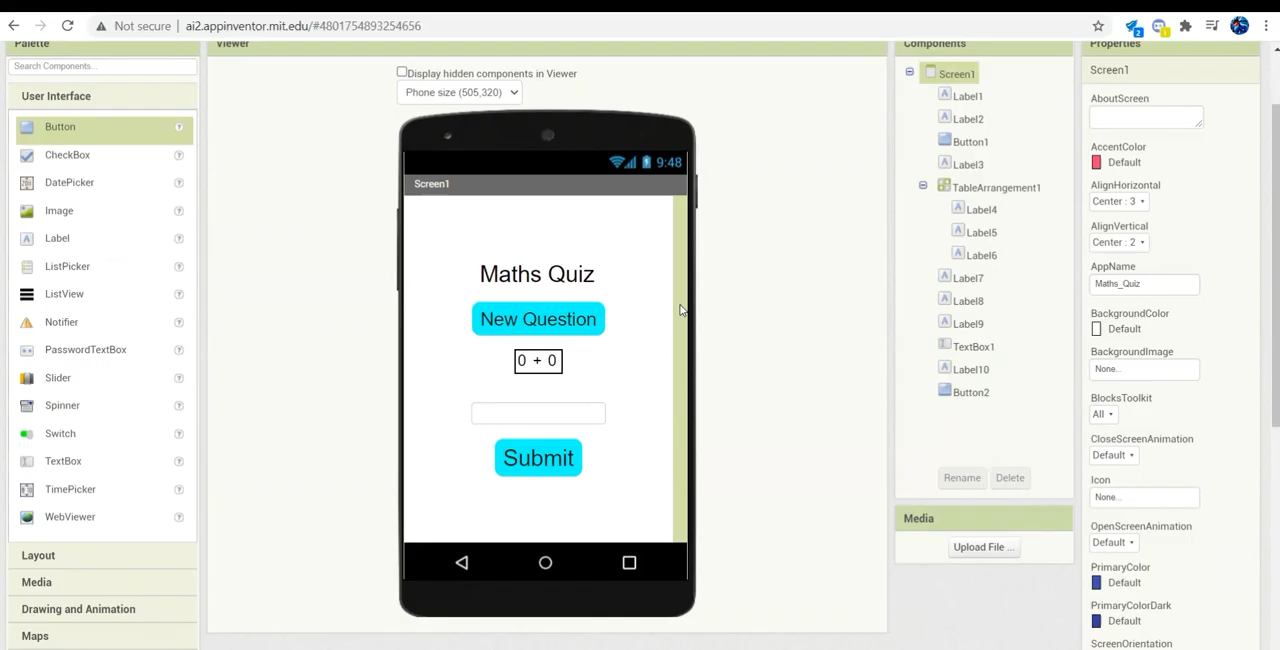 Not secure | ai2.appinventor.mit.edu/#4801754893254656
2
1
Palette
Search Components...
User Interface
Button
?
CheckBox
?
DatePicker
?
Image
?
Label
?
ListPicker
?
ListView
?
Notifier
?
PasswordTextBox
?
Slider
?
Spinner
?
Switch
?
TextBox
?
TimePicker
?
WebViewer
?
Layout
Media
Drawing and Animation
Maps
Viewer
Display hidden components in Viewer
Phone size (505,320)
9:48
Screen1
Maths Quiz
New Question
0 + 0
Submit
Components
Screen1
A Label1
A Label2
Button1
A Label3
TableArrangement1
A Label4
A Label5
A Label6
A Label7
A Label8
A Label9
TextBox1
A Label10
Button2
Rename Delete
Media
Upload File ...
Properties
Screen1
AboutScreen
AccentColor
Default
AlignHorizontal
Center : 3
AlignVertical
Center : 2
AppName
Maths_Quiz
BackgroundColor
Default
BackgroundImage
None...
BlocksToolkit
All
CloseScreenAnimation
Default
Icon
None...
OpenScreenAnimation
Default
PrimaryColor
Default
PrimaryColorDark
Default
ScreenOrientation